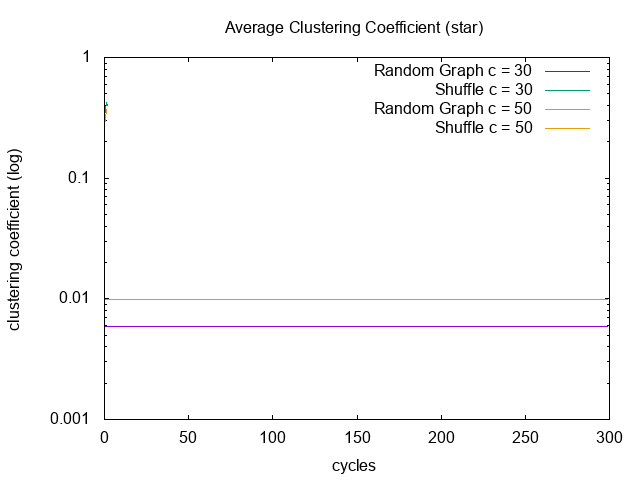 Average Clustering Coefficient (star)
1
Random Graph c = 30
Shuffle c = 30
Random Graph c = 50
Shuffle c = 50
0.1
clustering coefficient (log)
0.01
0.001
0 50 100 150 200 250 300
cycles